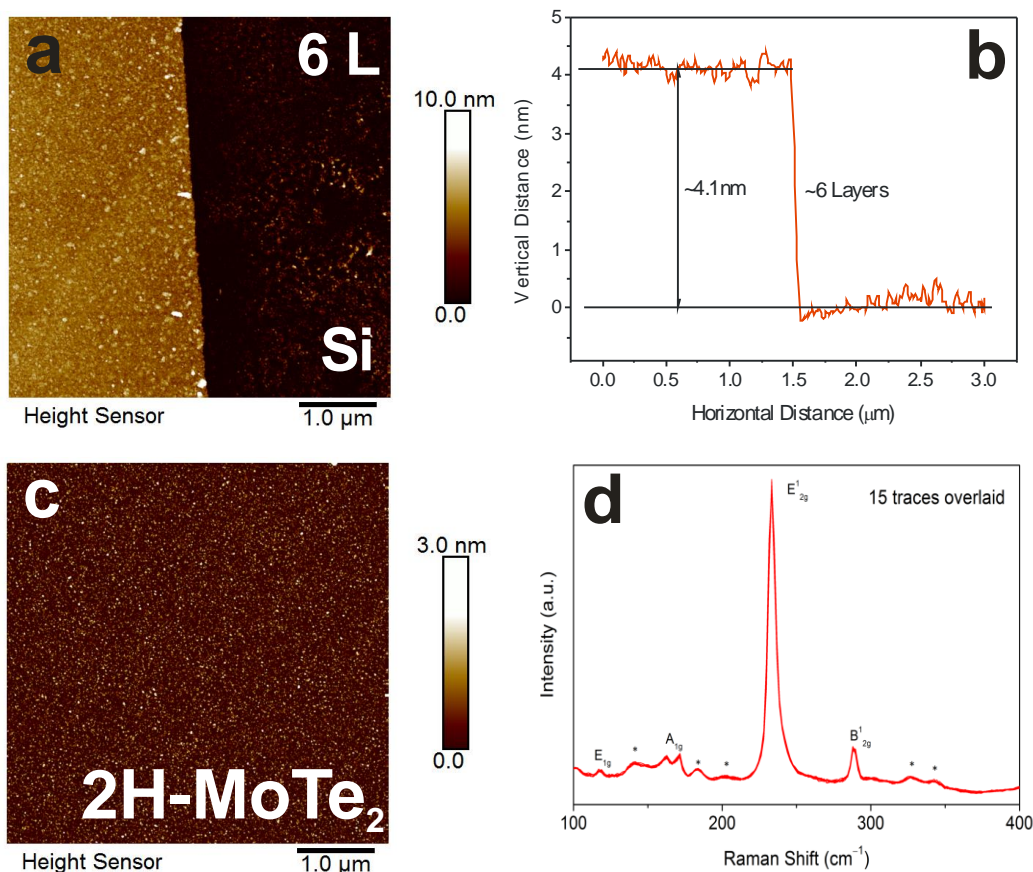 a
6 L
Si
10.0 nm
0.0
Height Sensor
1.0 μm
b
Vertical Distance (nm)
5
4
3
2
1
0
~4.1nm
~6 Layers
0.0 0.5 1.0 1.5 2.0 2.5 3.0
Horizontal Distance (μm)
c
2H-MoTe₂
3.0 nm
0.0
Height Sensor
1.0 μm
d
15 traces overlaid
Intensity (a.u.)
E¹₂g
E₁g
*
A₁g
*
*
B¹₂g
*
*
100 200 300 400
Raman Shift (cm⁻¹)